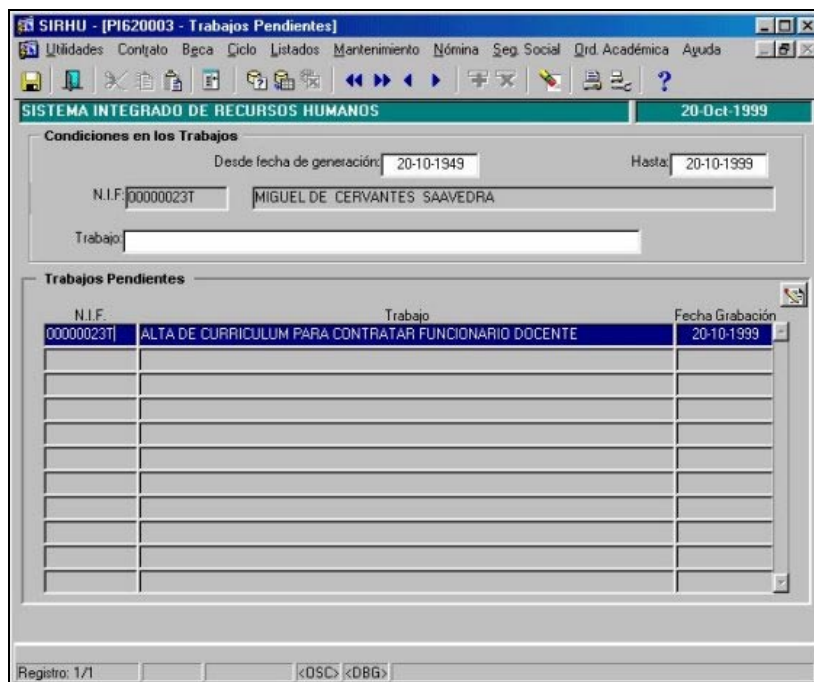 SIRHU - [PI620003 - Trabajos Pendientes]
Utilidades Contrato Beca Ciclo Listados Mantenimiento Nómina Seg. Social Ord. Académica Ayuda
SISTEMA INTEGRADO DE RECURSOS HUMANOS 20-Oct-1999
Condiciones en los Trabajos
Desde fecha de generación: 20-10-1949 Hasta: 20-10-1999
N.I.F: 00000023T MIGUEL DE CERVANTES SAAVEDRA
Trabajo:
Trabajos Pendientes
N.I.F. Trabajo Fecha Grabación
00000023T ALTA DE CURRICULUM PARA CONTRATAR FUNCIONARIO DOCENTE 20-10-1999
Registro: 1/1 <OSC> <DBG>